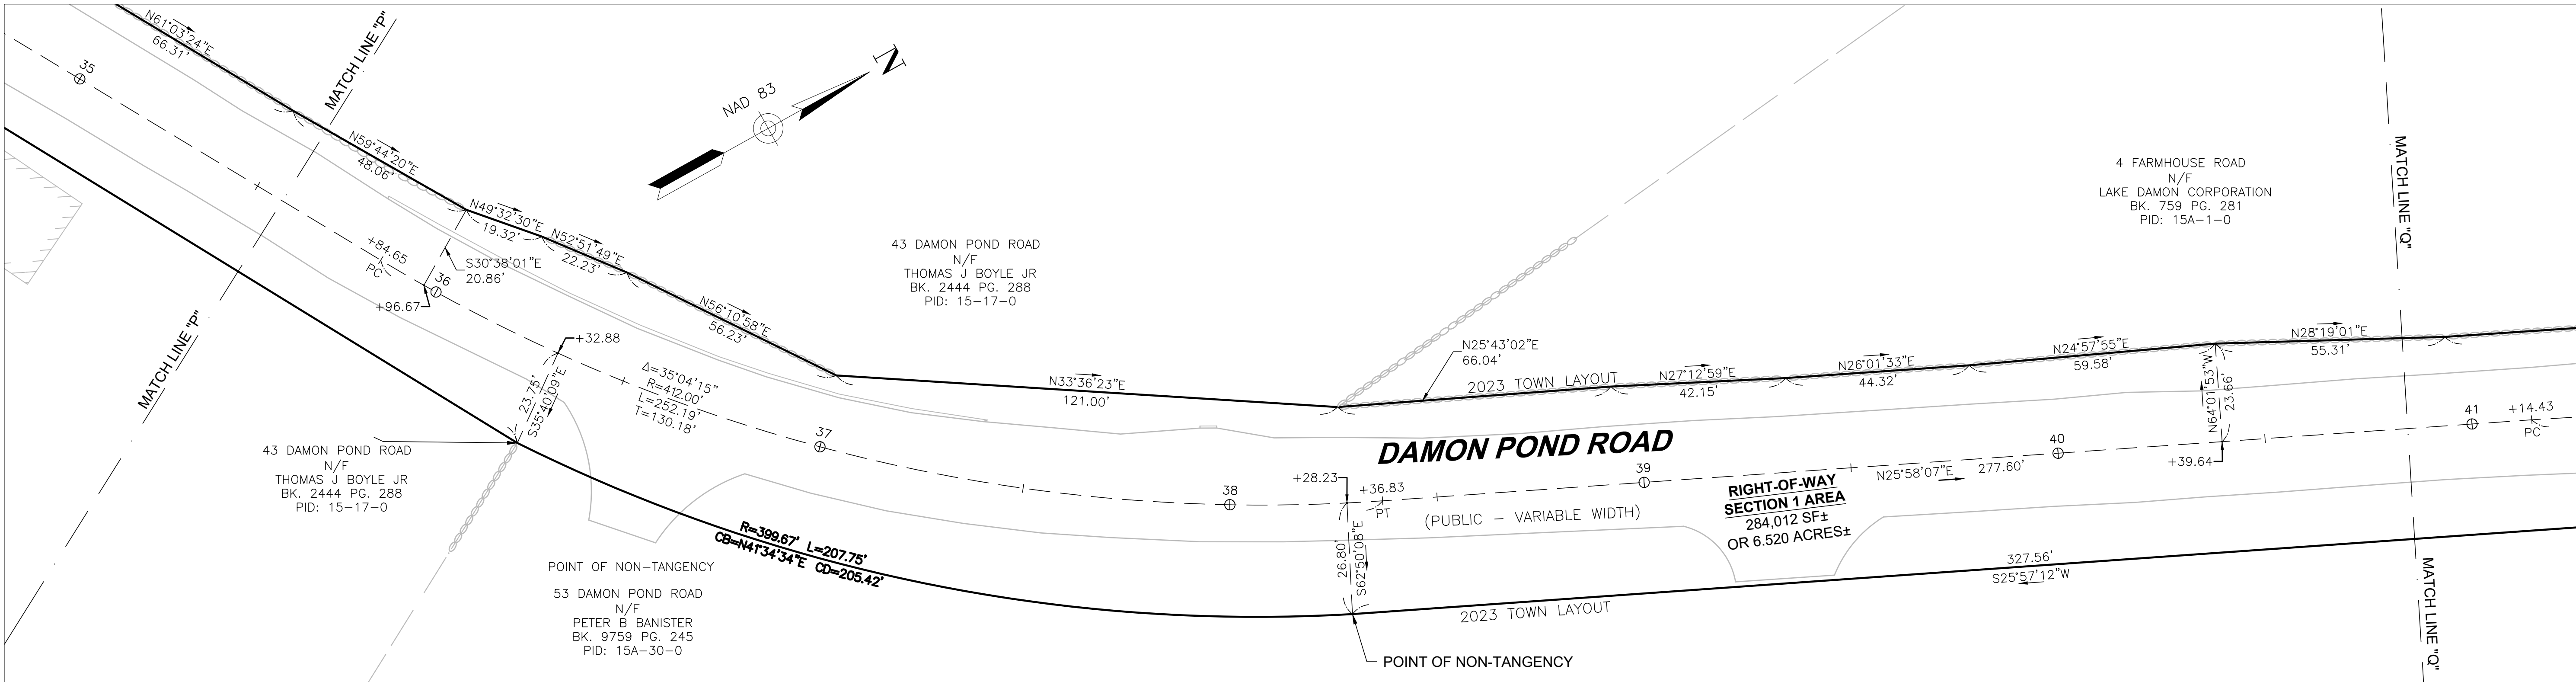 N61°03'24"E
66.31'
35
MATCH LINE "P"
N59°44'20"E
48.06'
N49°32'30"E
19.32'
N52°51'49"E
22.23'
NAD 83
N
+84.65
PC
36
S30°38'01"E
20.86'
+96.67
N56°10'58"E
56.23'
43 DAMON POND ROAD
N/F
THOMAS J BOYLE JR
BK. 2444 PG. 288
PID: 15-17-0
4 FARMHOUSE ROAD
N/F
LAKE DAMON CORPORATION
BK. 759 PG. 281
PID: 15A-1-0
MATCH LINE "Q"
MATCH LINE "P"
+32.88
23.75'
S35°40'09"E
Δ=35°04'15"
R=412.00'
L=252.19'
T=130.18'
37
N33°36'23"E
121.00'
N25°43'02"E
66.04'
2023 TOWN LAYOUT
N27°12'59"E
42.15'
N26°01'33"E
44.32'
N24°57'55"E
59.58'
N28°19'01"E
55.31'
N64°01'53"W
23.66'
+39.64
40
41
+14.43
PC
43 DAMON POND ROAD
N/F
THOMAS J BOYLE JR
BK. 2444 PG. 288
PID: 15-17-0
DAMON POND ROAD
38
+28.23
+36.83
PT
39
(PUBLIC - VARIABLE WIDTH)
RIGHT-OF-WAY
SECTION 1 AREA
284,012 SF±
OR 6.520 ACRES±
N25°58'07"E 277.60'
26.80'
S62°50'08"E
R=399.67' L=207.75'
CB=N41°34'34"E CD=205.42'
POINT OF NON-TANGENCY
53 DAMON POND ROAD
N/F
PETER B BANISTER
BK. 9759 PG. 245
PID: 15A-30-0
327.56'
S25°57'12"W
2023 TOWN LAYOUT
POINT OF NON-TANGENCY
MATCH LINE "Q"